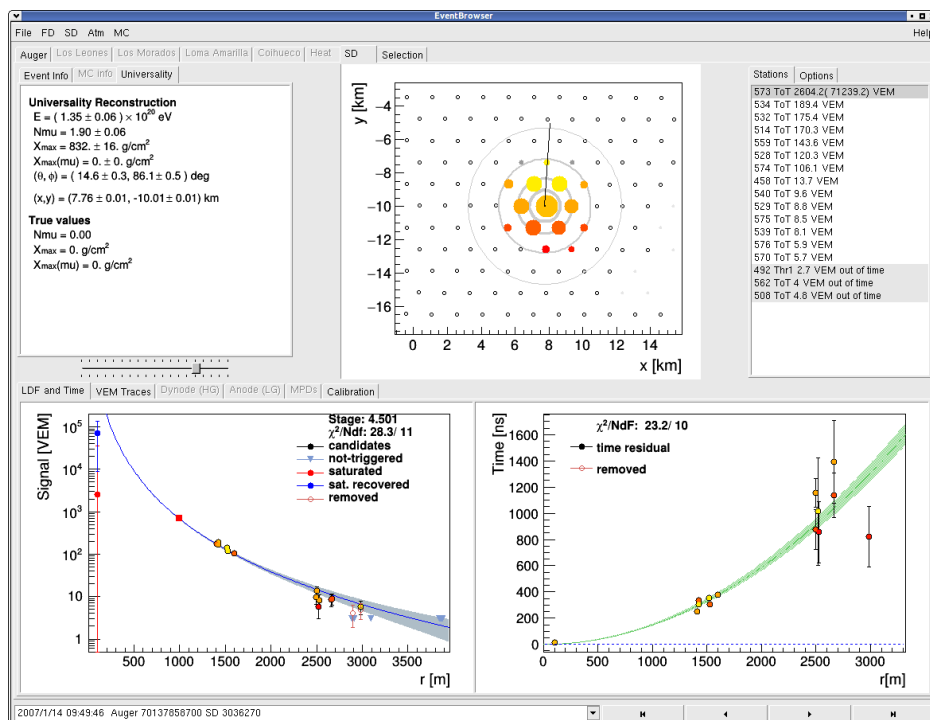 EventBrowser
File FD SD Atm MC Help
Auger Los Leones Los Morados Loma Amarilla Coihueco Heat SD Selection
Event Info MC Info Universality
Universality Reconstruction
E = ( 1.35 ± 0.06 ) × 10^20 eV
Nmu = 1.90 ± 0.06
Xmax = 832. ± 16. g/cm²
Xmax(mu) = 0. ± 0. g/cm²
(θ, ϕ) = ( 14.6 ± 0.3, 86.1 ± 0.5 ) deg
(x,y) = (7.76 ± 0.01, -10.01 ± 0.01) km
True values
Nmu = 0.00
Xmax = 0. g/cm²
Xmax(mu) = 0. g/cm²
y [km]
−4
−6
−8
−10
−12
−14
−16
0 2 4 6 8 10 12 14
x [km]
Stations Options
573 ToT 2604.2( 71239.2) VEM
534 ToT 189.4 VEM
532 ToT 175.4 VEM
514 ToT 170.3 VEM
559 ToT 143.6 VEM
528 ToT 120.3 VEM
574 ToT 106.1 VEM
458 ToT 13.7 VEM
540 ToT 9.6 VEM
529 ToT 8.8 VEM
575 ToT 8.5 VEM
539 ToT 8.1 VEM
576 ToT 5.9 VEM
570 ToT 5.7 VEM
492 Thr1 2.7 VEM out of time
562 ToT 4 VEM out of time
508 ToT 4.8 VEM out of time
LDF and Time VEM Traces Dynode (HG) Anode (LG) MPDs Calibration
Signal [VEM]
10^5
10^4
10^3
10^2
10
1
Stage: 4.501
χ²/Ndf: 28.3/ 11
candidates
not-triggered
saturated
sat. recovered
removed
500 1000 1500 2000 2500 3000 3500
r [m]
Time [ns]
1600
1400
1200
1000
800
600
400
200
0
χ²/NdF: 23.2/ 10
time residual
removed
0 500 1000 1500 2000 2500 3000
r[m]
2007/1/14 09:49:46 Auger 70137858700 SD 3036270